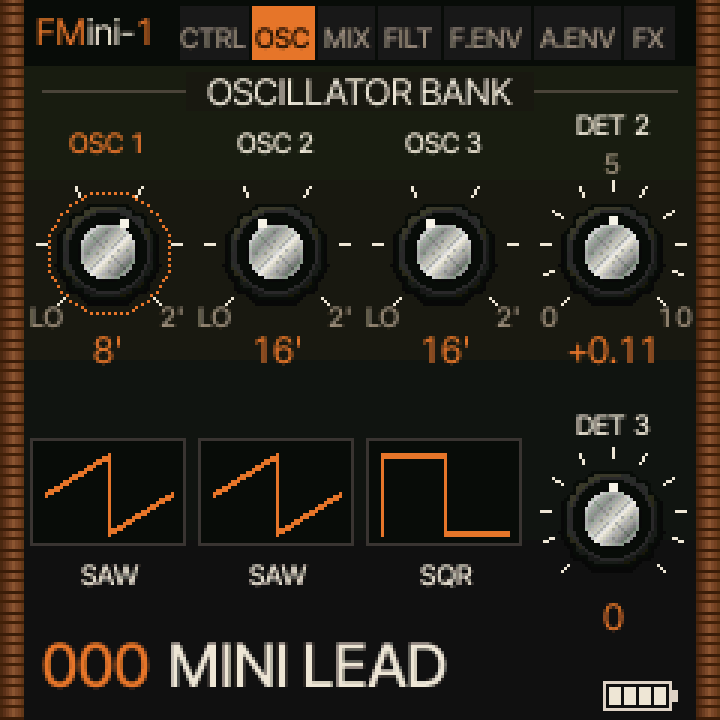 FMini-1 CTRL OSC MIX FILT F.ENV A.ENV FX
OSCILLATOR BANK
OSC 1 OSC 2 OSC 3 DET 2
5
LO 2' LO 2' LO 2' 0 10
8' 16' 16' +0.11
DET 3
SAW SAW SQR
0
000 MINI LEAD